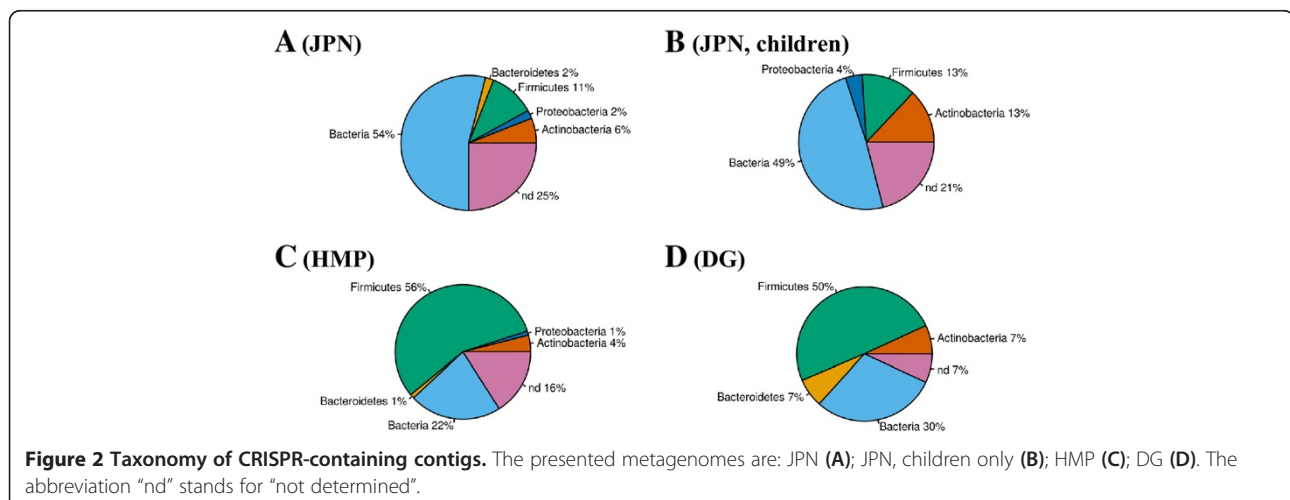 A (JPN)
Bacteroidetes 2%
Firmicutes 11%
Proteobacteria 2%
Actinobacteria 6%
Bacteria 54%
nd 25%
B (JPN, children)
Proteobacteria 4%
Firmicutes 13%
Actinobacteria 13%
Bacteria 49%
nd 21%
C (HMP)
Firmicutes 56%
Proteobacteria 1%
Actinobacteria 4%
nd 16%
Bacteroidetes 1%
Bacteria 22%
D (DG)
Firmicutes 50%
Actinobacteria 7%
nd 7%
Bacteroidetes 7%
Bacteria 30%
Figure 2 Taxonomy of CRISPR-containing contigs. The presented metagenomes are: JPN (A); JPN, children only (B); HMP (C); DG (D). The
abbreviation “nd” stands for “not determined”.